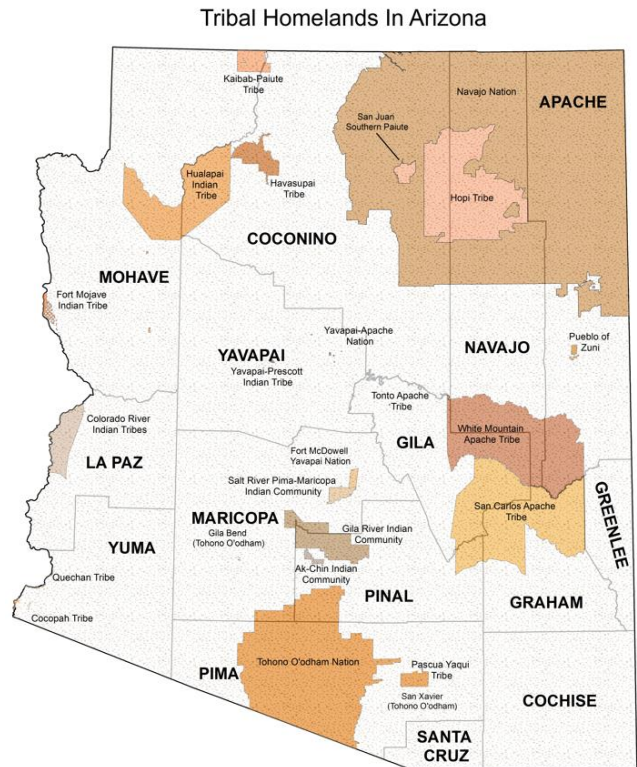 Tribal Homelands In Arizona
Kaibab-Paiute
Tribe
Navajo Nation
APACHE
San Juan
Southern Paiute
Hualapai
Indian
Tribe
Havasupai
Tribe
Hopi Tribe
COCONINO
MOHAVE
Fort Mojave
Indian Tribe
Yavapai-Apache
Nation
Pueblo of
Zuni
NAVAJO
YAVAPAI
Yavapai-Prescott
Indian Tribe
Tonto Apache
Tribe
Colorado River
Indian Tribes
White Mountain
Apache Tribe
GILA
LA PAZ
Fort McDowell
Yavapai Nation
Salt River Pima-Maricopa
Indian Community
San Carlos Apache
Tribe
GREENLEE
MARICOPA
Gila Bend
(Tohono O'odham)
Gila River Indian
Community
YUMA
Ak-Chin Indian
Community
Quechan Tribe
PINAL
GRAHAM
Cocopah Tribe
Tohono O'odham Nation
PIMA
Pascua Yaqui
Tribe
San Xavier
(Tohono O'odham)
COCHISE
SANTA
CRUZ